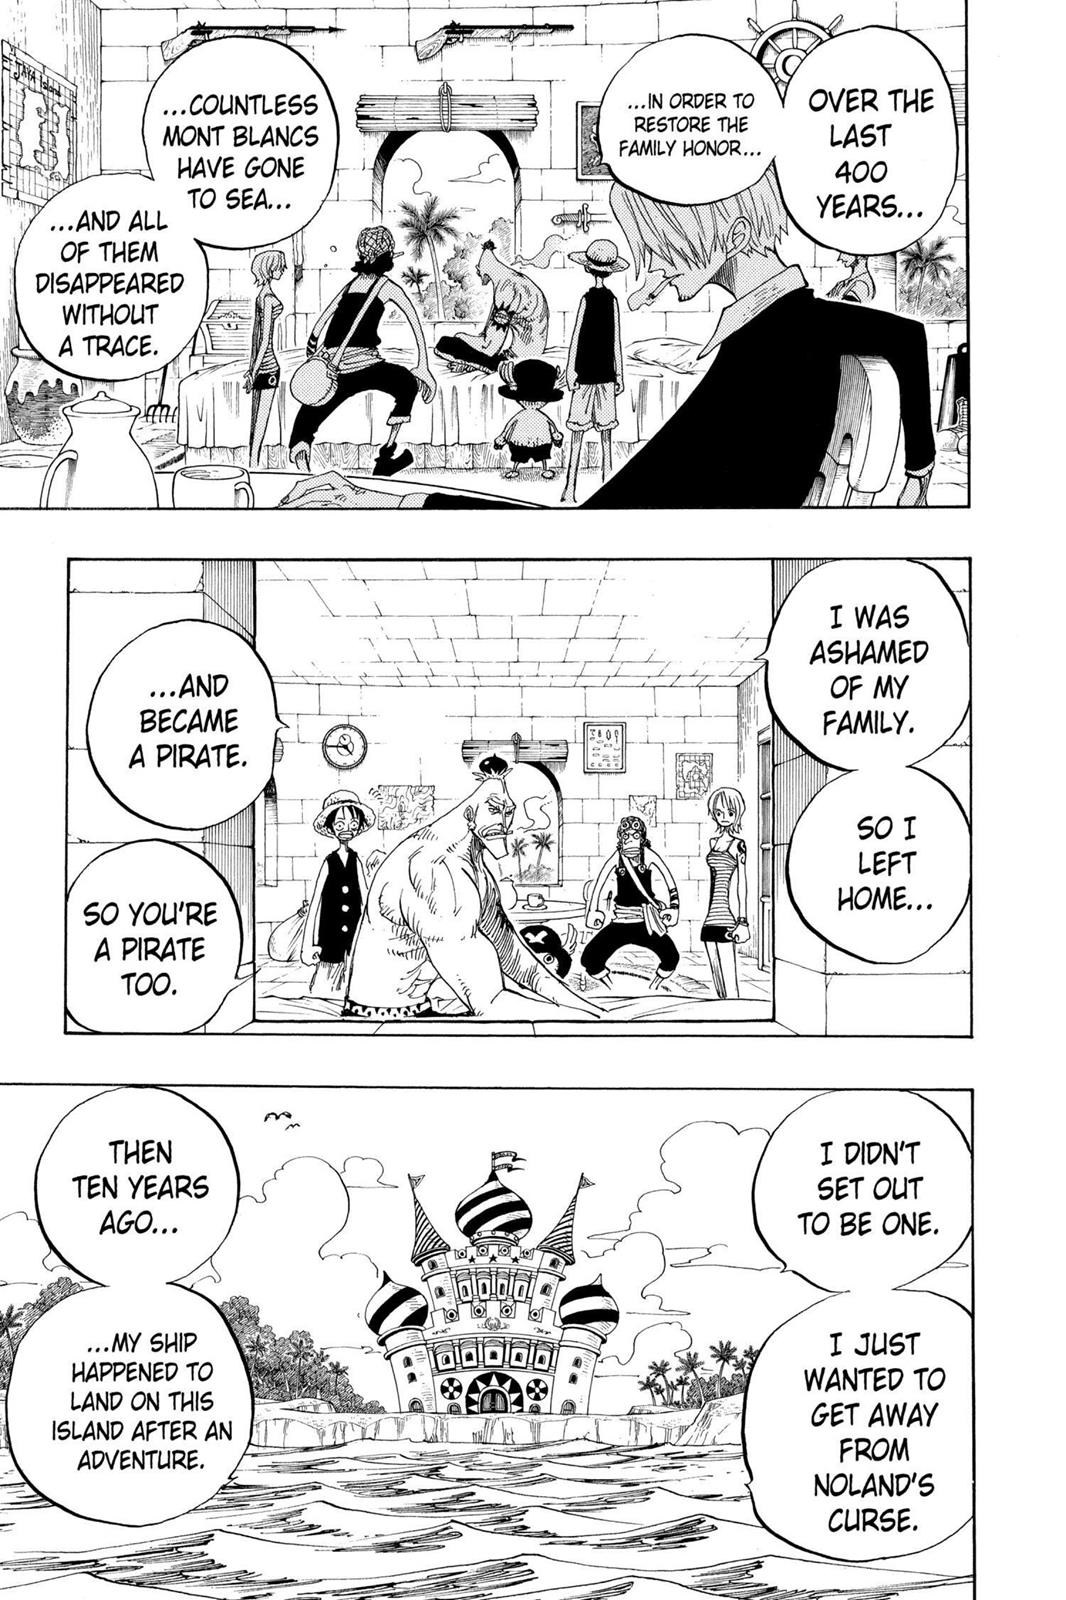 OVER THE
LAST
400
YEARS...
...IN ORDER TO
RESTORE THE
FAMILY HONOR...
...COUNTLESS
MONT BLANCS
HAVE GONE
TO SEA...
...AND ALL
OF THEM
DISAPPEARED
WITHOUT
A TRACE.
JAYA Island
I WAS
ASHAMED
OF MY
FAMILY.
SO I
LEFT
HOME...
...AND
BECAME
A PIRATE.
SO YOU'RE
A PIRATE
TOO.
I DIDN'T
SET OUT
TO BE ONE.
I JUST
WANTED TO
GET AWAY
FROM
NOLAND'S
CURSE.
THEN
TEN YEARS
AGO...
...MY SHIP
HAPPENED TO
LAND ON THIS
ISLAND AFTER AN
ADVENTURE.